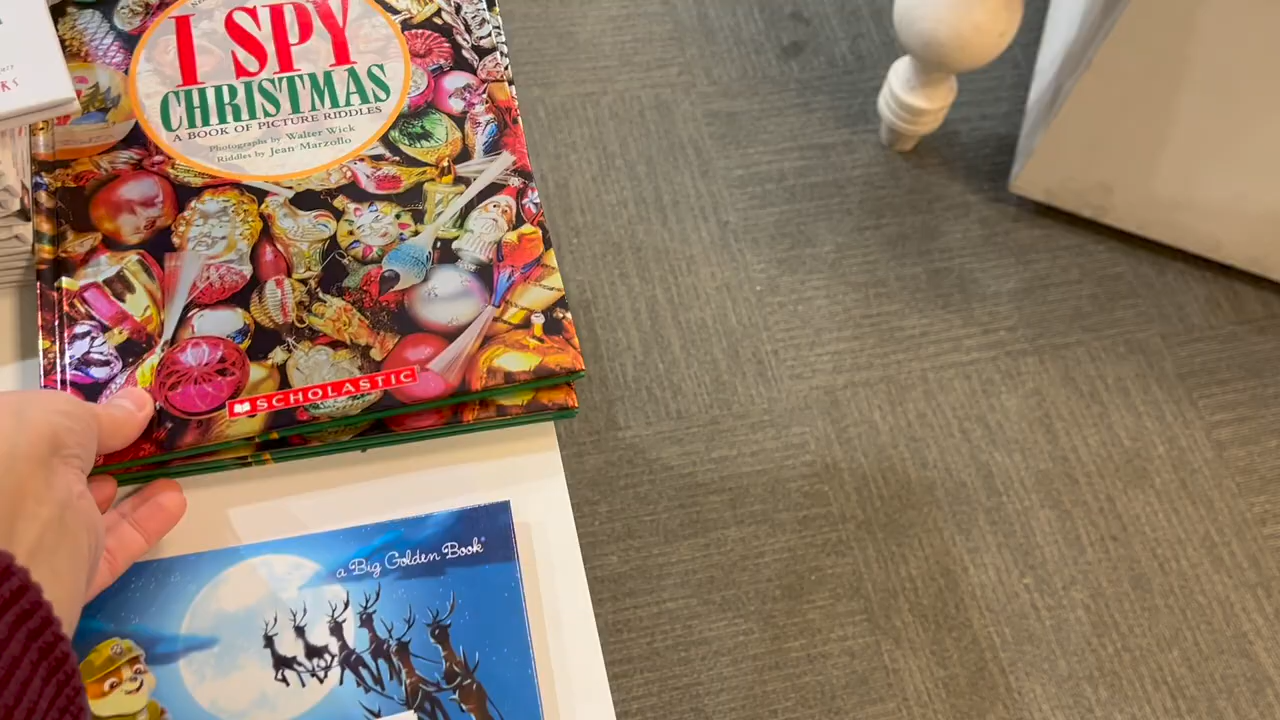 I SPY
CHRISTMAS
A BOOK OF PICTURE RIDDLES
Photographs by Walter Wick
Riddles by Jean Marzollo
SCHOLASTIC
a Big Golden Book®